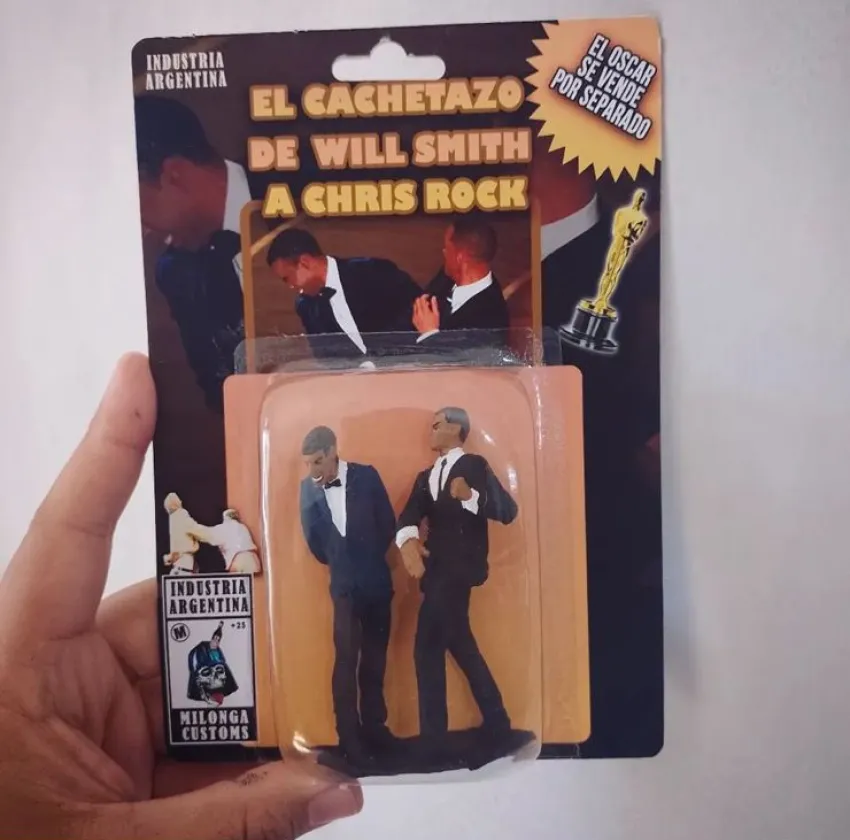 INDUSTRIA
ARGENTINA
EL CACHETAZO
DE WILL SMITH
A CHRIS ROCK
EL OSCAR
SE VENDE
POR SEPARADO
INDUSTRIA
ARGENTINA
M +25
MILONGA
CUSTOMS